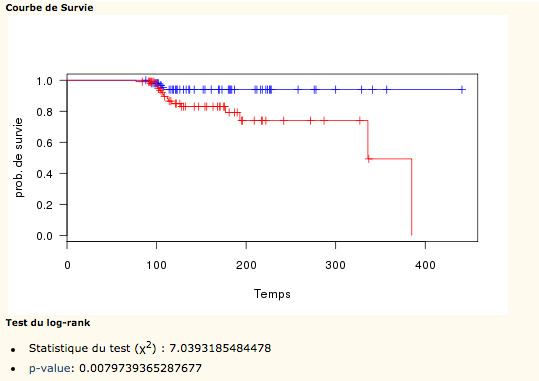 Courbe de Survie
1.0
0.8
0.6
0.4
0.2
0.0
prob. de survie
0 100 200 300 400
Temps
Test du log-rank
• Statistique du test (χ2) : 7.0393185484478
• p-value: 0.0079739365287677